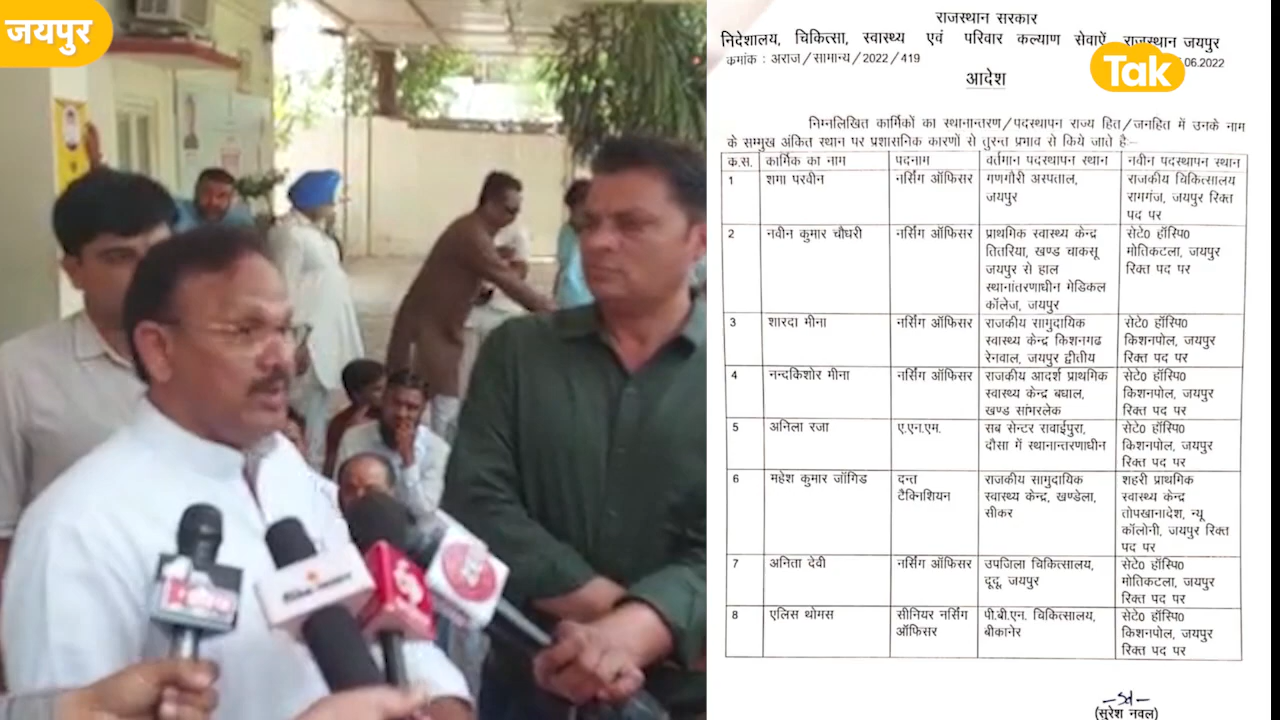 जयपुर
Tak
राजस्थान सरकार
निदेशालय, चिकित्सा, स्वास्थ्य एवं परिवार कल्याण सेवाऐं राजस्थान जयपुर
कमांक : अराज/सामान्य/2022/419
06.2022
आदेश
निम्नलिखित कार्मिकों का स्थानान्तरण/पदस्थापन राज्य हित/जनहित में उनके नाम
के सम्मुख अंकित स्थान पर प्रशासनिक कारणों से तुरन्त प्रभाव से किये जाते है:-
क.स. कार्मिक का नाम पदनाम वर्तमान पदस्थापन स्थान नवीन पदस्थापन स्थान
1 शमा परवीन नर्सिंग ऑफिसर गणगौरी अस्पताल, राजकीय चिकित्सालय
जयपुर रामगंज, जयपुर रिक्त
पद पर
2 नवीन कुमार चौघरी नर्सिंग ऑफिसर प्राथमिक स्वास्थ्य केन्द्र सेटे0 हॉस्पि0
तितरिया, खण्ड चाकसू मोतिकटला, जयपुर
जयपुर से हाल रिक्त पद पर
स्थानांतरणाधीन मेडिकल
कॉलेज, जयपुर
3 शारदा मीना नर्सिंग ऑफिसर राजकीय सामुदायिक सेटे0 हॉस्पि0
स्वास्थ्य केन्द्र किशनगढ किशनपोल, जयपुर
रेनवाल, जयपुर द्वीतीय रिक्त पद पर
4 नन्दकिशोर मीना नर्सिंग ऑफिसर राजकीय आदर्श प्राथमिक सेटे0 हॉस्पि0
स्वास्थ्य केन्द्र बधाल, किशनपोल, जयपुर
खण्ड सांभरलेक रिक्त पद पर
5 अनिला रजा ए.एन.एम. सब सेन्टर रावाईपुरा, सेटे0 हॉस्पि0
दौसा में स्थानान्तरणाधीन किशनपोल, जयपुर
रिक्त पद पर
6 महेश कुमार जॉगिड दन्त राजकीय सामुदायिक शहरी प्राथमिक
टैक्निशियन स्वास्थ्य केन्द्र, खण्डेला, स्वास्थ्य केन्द्र
सीकर तोपखानादेश, न्यू
कॉलोनी, जयपुर रिक्त
पद पर
7 अनिता देवी नर्सिंग ऑफिसर उपजिला चिकित्सालय, सेटे0 हॉस्पि0
दूदू, जयपुर मोतिकटला, जयपुर
रिक्त पद पर
8 एलिस थोमस सीनियर नर्सिंग पी.बी.एन. चिकित्सालय, सेटे0 हॉस्पि0
ऑफिसर बीकानेर किशनपोल, जयपुर
रिक्त पद पर
(सुरेश नवल)